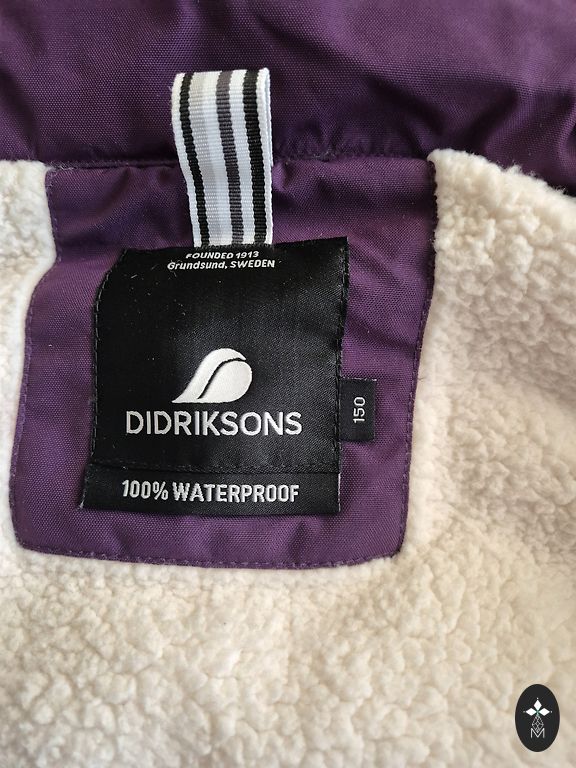 FOUNDED 1913
Grundsund, SWEDEN
DIDRIKSONS
150
100% WATERPROOF
M